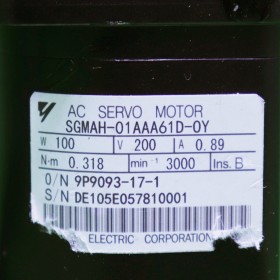 AC SERVO MOTOR
SGMAH-01AAA61D-OY
W 100 V 200 A 0.89
N·m 0.318 min⁻¹ 3000 Ins. B
O/N 9P9093-17-1
S/N DE105E057810001
ELECTRIC CORPORATION